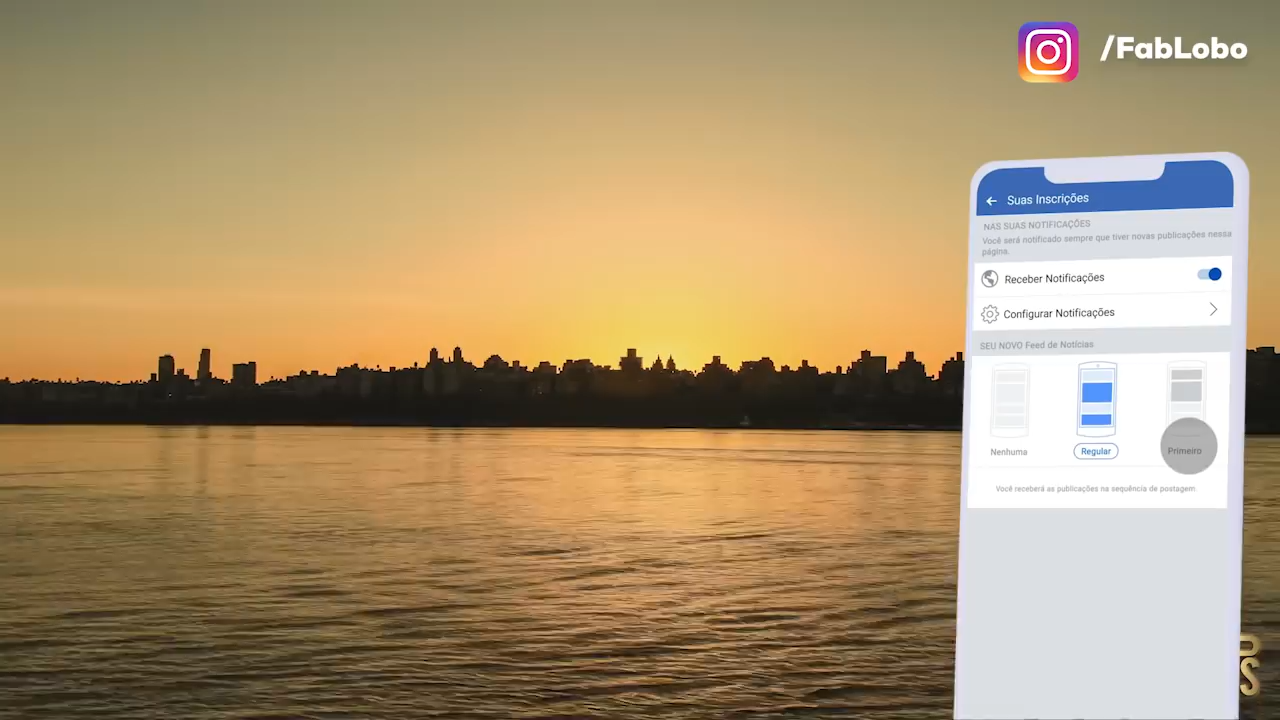 /FabLobo
Suas Inscrições
NAS SUAS NOTIFICAÇÕES
Você será notificado sempre que tiver novas publicações nessa
página.
Receber Notificações
Configurar Notificações
SEU NOVO Feed de Notícias
Nenhuma
Regular
Primeiro
Você receberá as publicações na sequência de postagem.